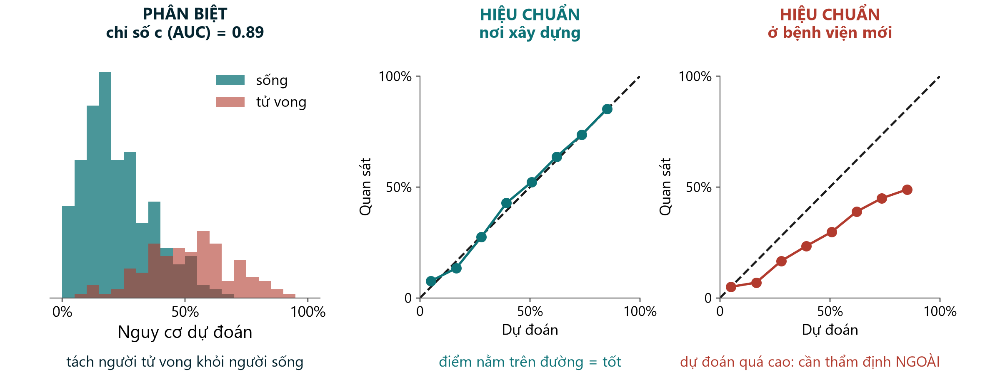 PHÂN BIỆT
chỉ số c (AUC) = 0.89
sống
tử vong
0%
50%
100%
Nguy cơ dự đoán
tách người tử vong khỏi người sống
HIỆU CHUẨN
nơi xây dựng
100%
50%
0
Quan sát
0
50%
100%
Dự đoán
điểm nằm trên đường = tốt
HIỆU CHUẨN
ở bệnh viện mới
100%
50%
0
Quan sát
0
50%
100%
Dự đoán
dự đoán quá cao: cần thẩm định NGOÀI